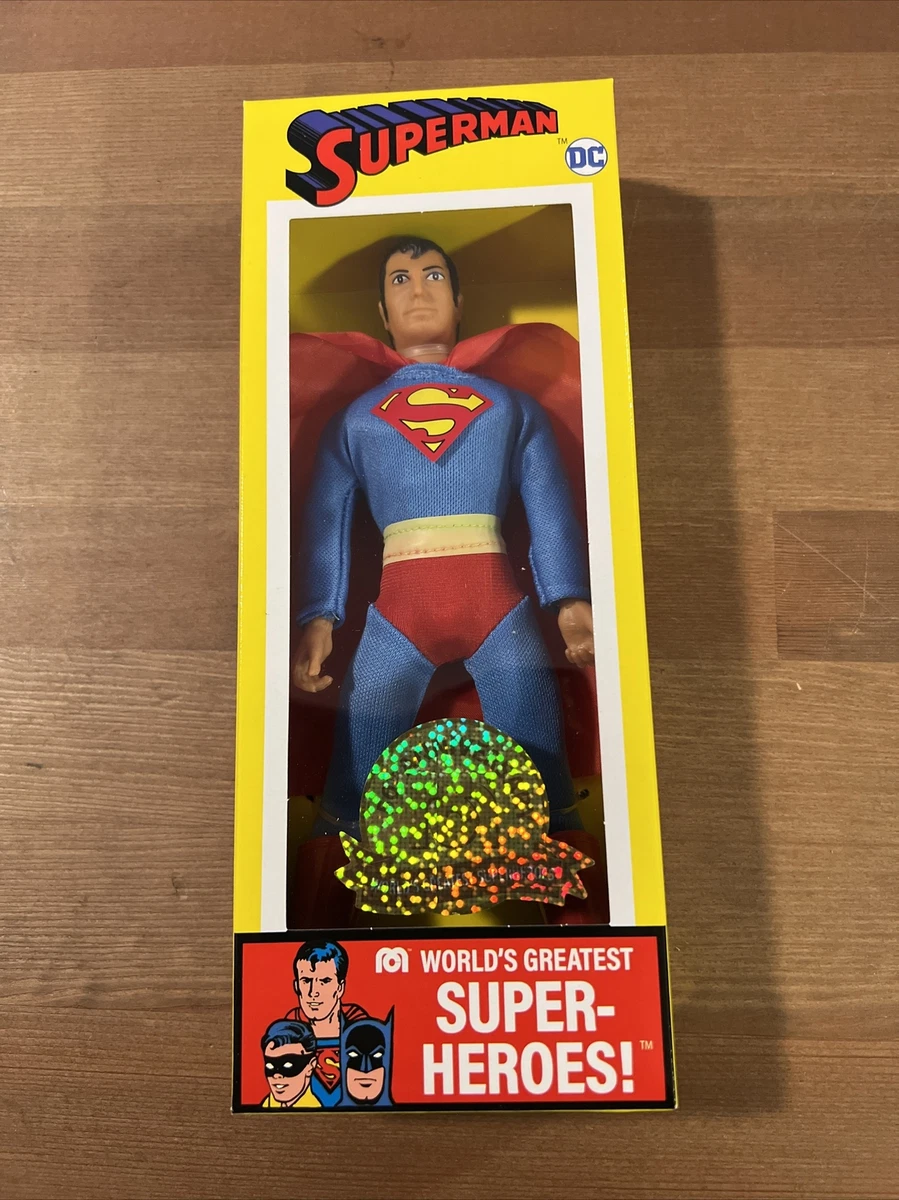 SUPERMAN
TM
DC
S
WORLD'S GREATEST
SUPER-
HEROES!
TM